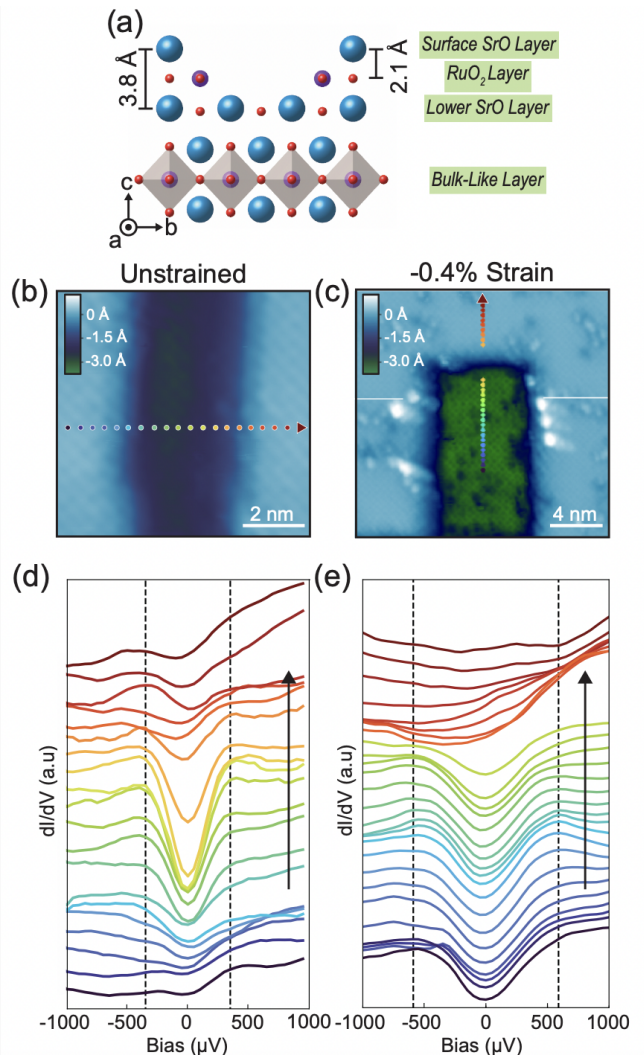 (a)
3.8 Å
2.1 Å
Surface SrO Layer
RuO₂ Layer
Lower SrO Layer
Bulk-Like Layer
c
a
b
Unstrained
-0.4% Strain
(b)
0 Å
-1.5 Å
-3.0 Å
2 nm
(c)
0 Å
-1.5 Å
-3.0 Å
4 nm
(d)
dI/dV (a.u)
-1000
-500
0
500
1000
Bias (µV)
(e)
dI/dV (a.u)
-1000
-500
0
500
1000
Bias (µV)